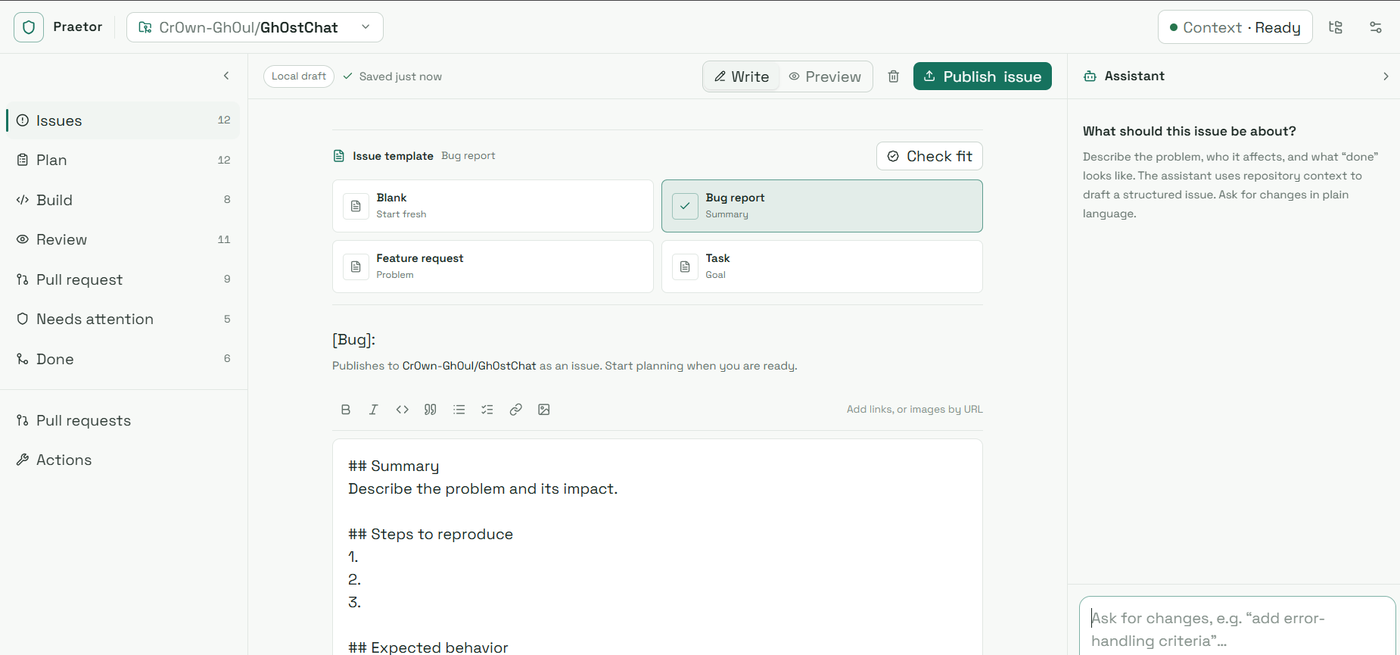 Praetor
Cr0wn-Gh0ul/Gh0stChat
Context · Ready
Local draft
Saved just now
Write
Preview
Publish issue
Assistant
Issues 12
Plan 12
Build 8
Review 11
Pull request 9
Needs attention 5
Done 6
Pull requests
Actions
Issue template Bug report
Check fit
Blank
Start fresh
Bug report
Summary
Feature request
Problem
Task
Goal
[Bug]:
Publishes to Cr0wn-Gh0ul/Gh0stChat as an issue. Start planning when you are ready.
Add links, or images by URL
## Summary
Describe the problem and its impact.
## Steps to reproduce
1.
2.
3.
## Expected behavior
What should this issue be about?
Describe the problem, who it affects, and what “done”
looks like. The assistant uses repository context to
draft a structured issue. Ask for changes in plain
language.
Ask for changes, e.g. “add error-
handling criteria”…